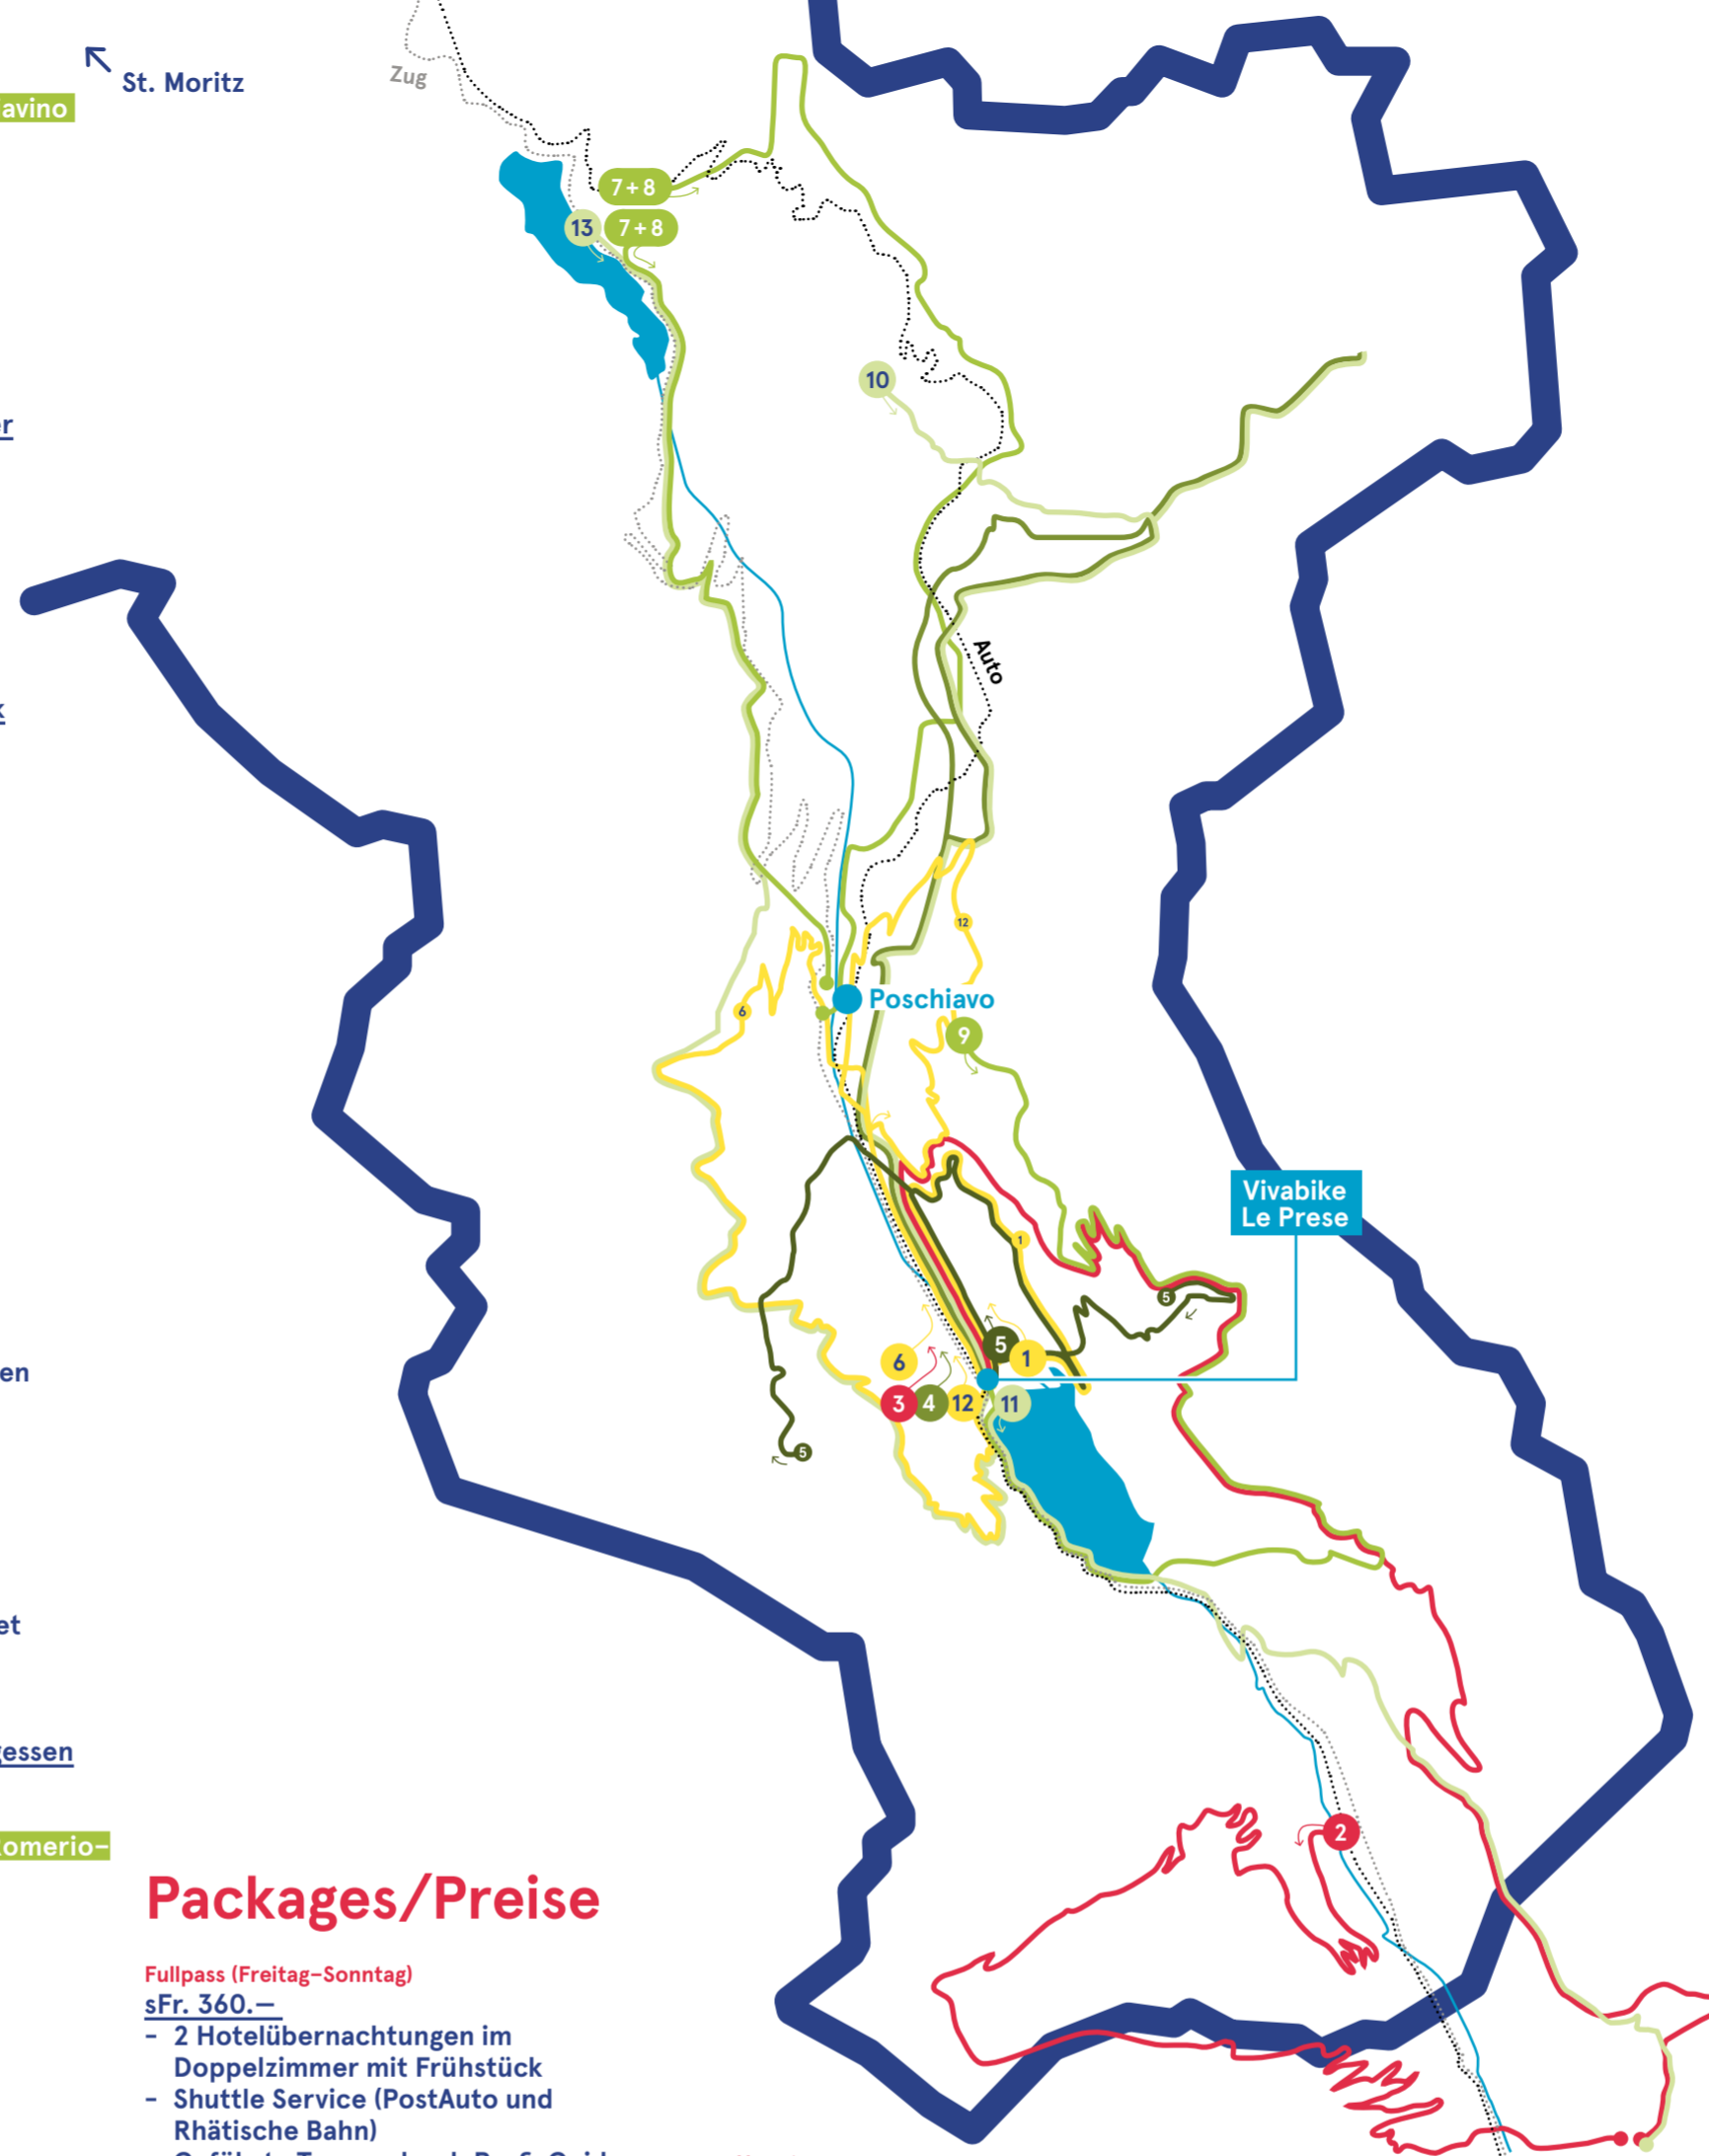 St. Moritz
Zug
avino
7+8
13
7+8
er
10
k
Auto
12
Poschiavo
6
9
Vivabike
Le Prese
1
5
5
6
1
3
4
12
11
en
5
et
gessen
2
omerio–
Packages/Preise
Fullpass (Freitag–Sonntag)
sFr. 360.—
– 2 Hotelübernachtungen im
Doppelzimmer mit Frühstück
– Shuttle Service (PostAuto und
Rhätische Bahn)